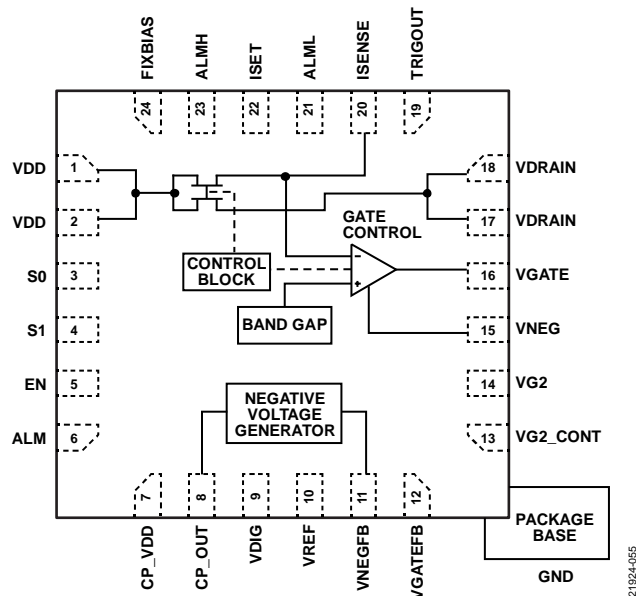 FIXBIAS
ALMH
ISET
ALML
ISENSE
TRIGOUT
24
23
22
21
20
19
VDD 1
18 VDRAIN
VDD 2
17 VDRAIN
GATE
CONTROL
S0 3
CONTROL
BLOCK
–
+
16 VGATE
S1 4
BAND GAP
15 VNEG
EN 5
14 VG2
ALM 6
NEGATIVE
VOLTAGE
GENERATOR
13 VG2_CONT
7
8
9
10
11
12
CP_VDD
CP_OUT
VDIG
VREF
VNEGFB
VGATEFB
PACKAGE
BASE
GND
21924-055